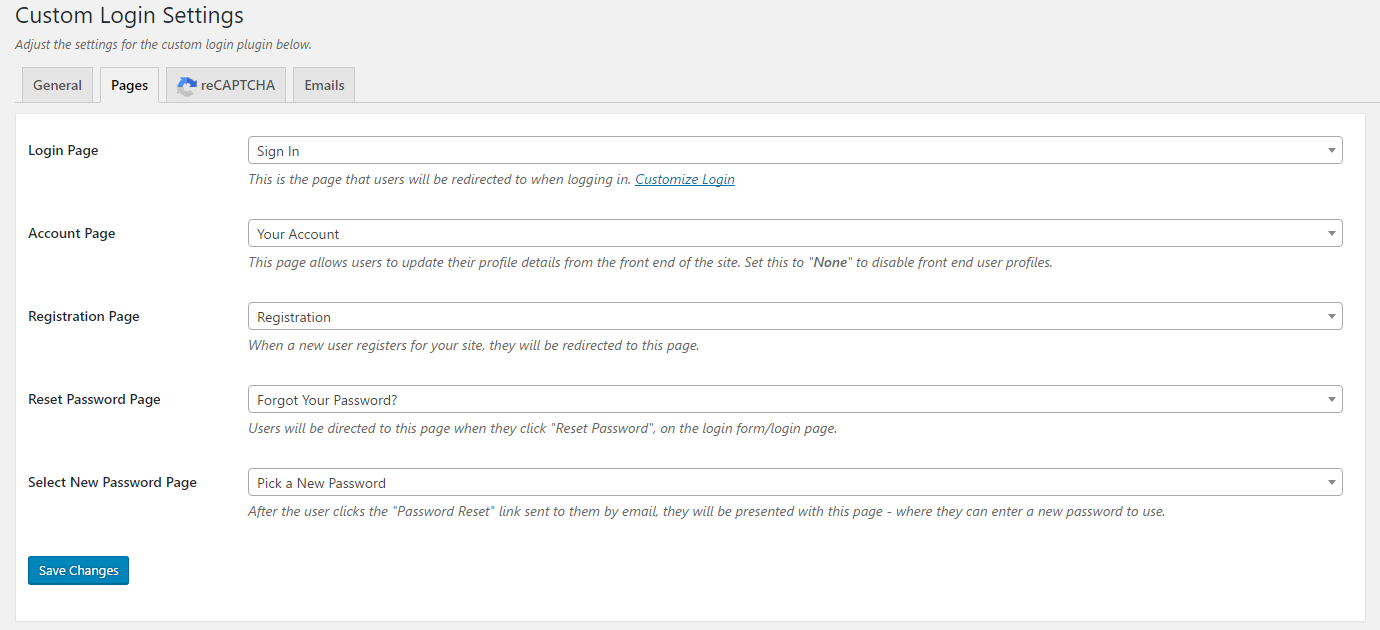 Custom Login Settings
Adjust the settings for the custom login plugin below.
General Pages reCAPTCHA Emails
Login Page Sign In
This is the page that users will be redirected to when logging in. Customize Login
Account Page Your Account
This page allows users to update their profile details from the front end of the site. Set this to "None" to disable front end user profiles.
Registration Page Registration
When a new user registers for your site, they will be redirected to this page.
Reset Password Page Forgot Your Password?
Users will be directed to this page when they click "Reset Password", on the login form/login page.
Select New Password Page Pick a New Password
After the user clicks the "Password Reset" link sent to them by email, they will be presented with this page - where they can enter a new password to use.
Save Changes